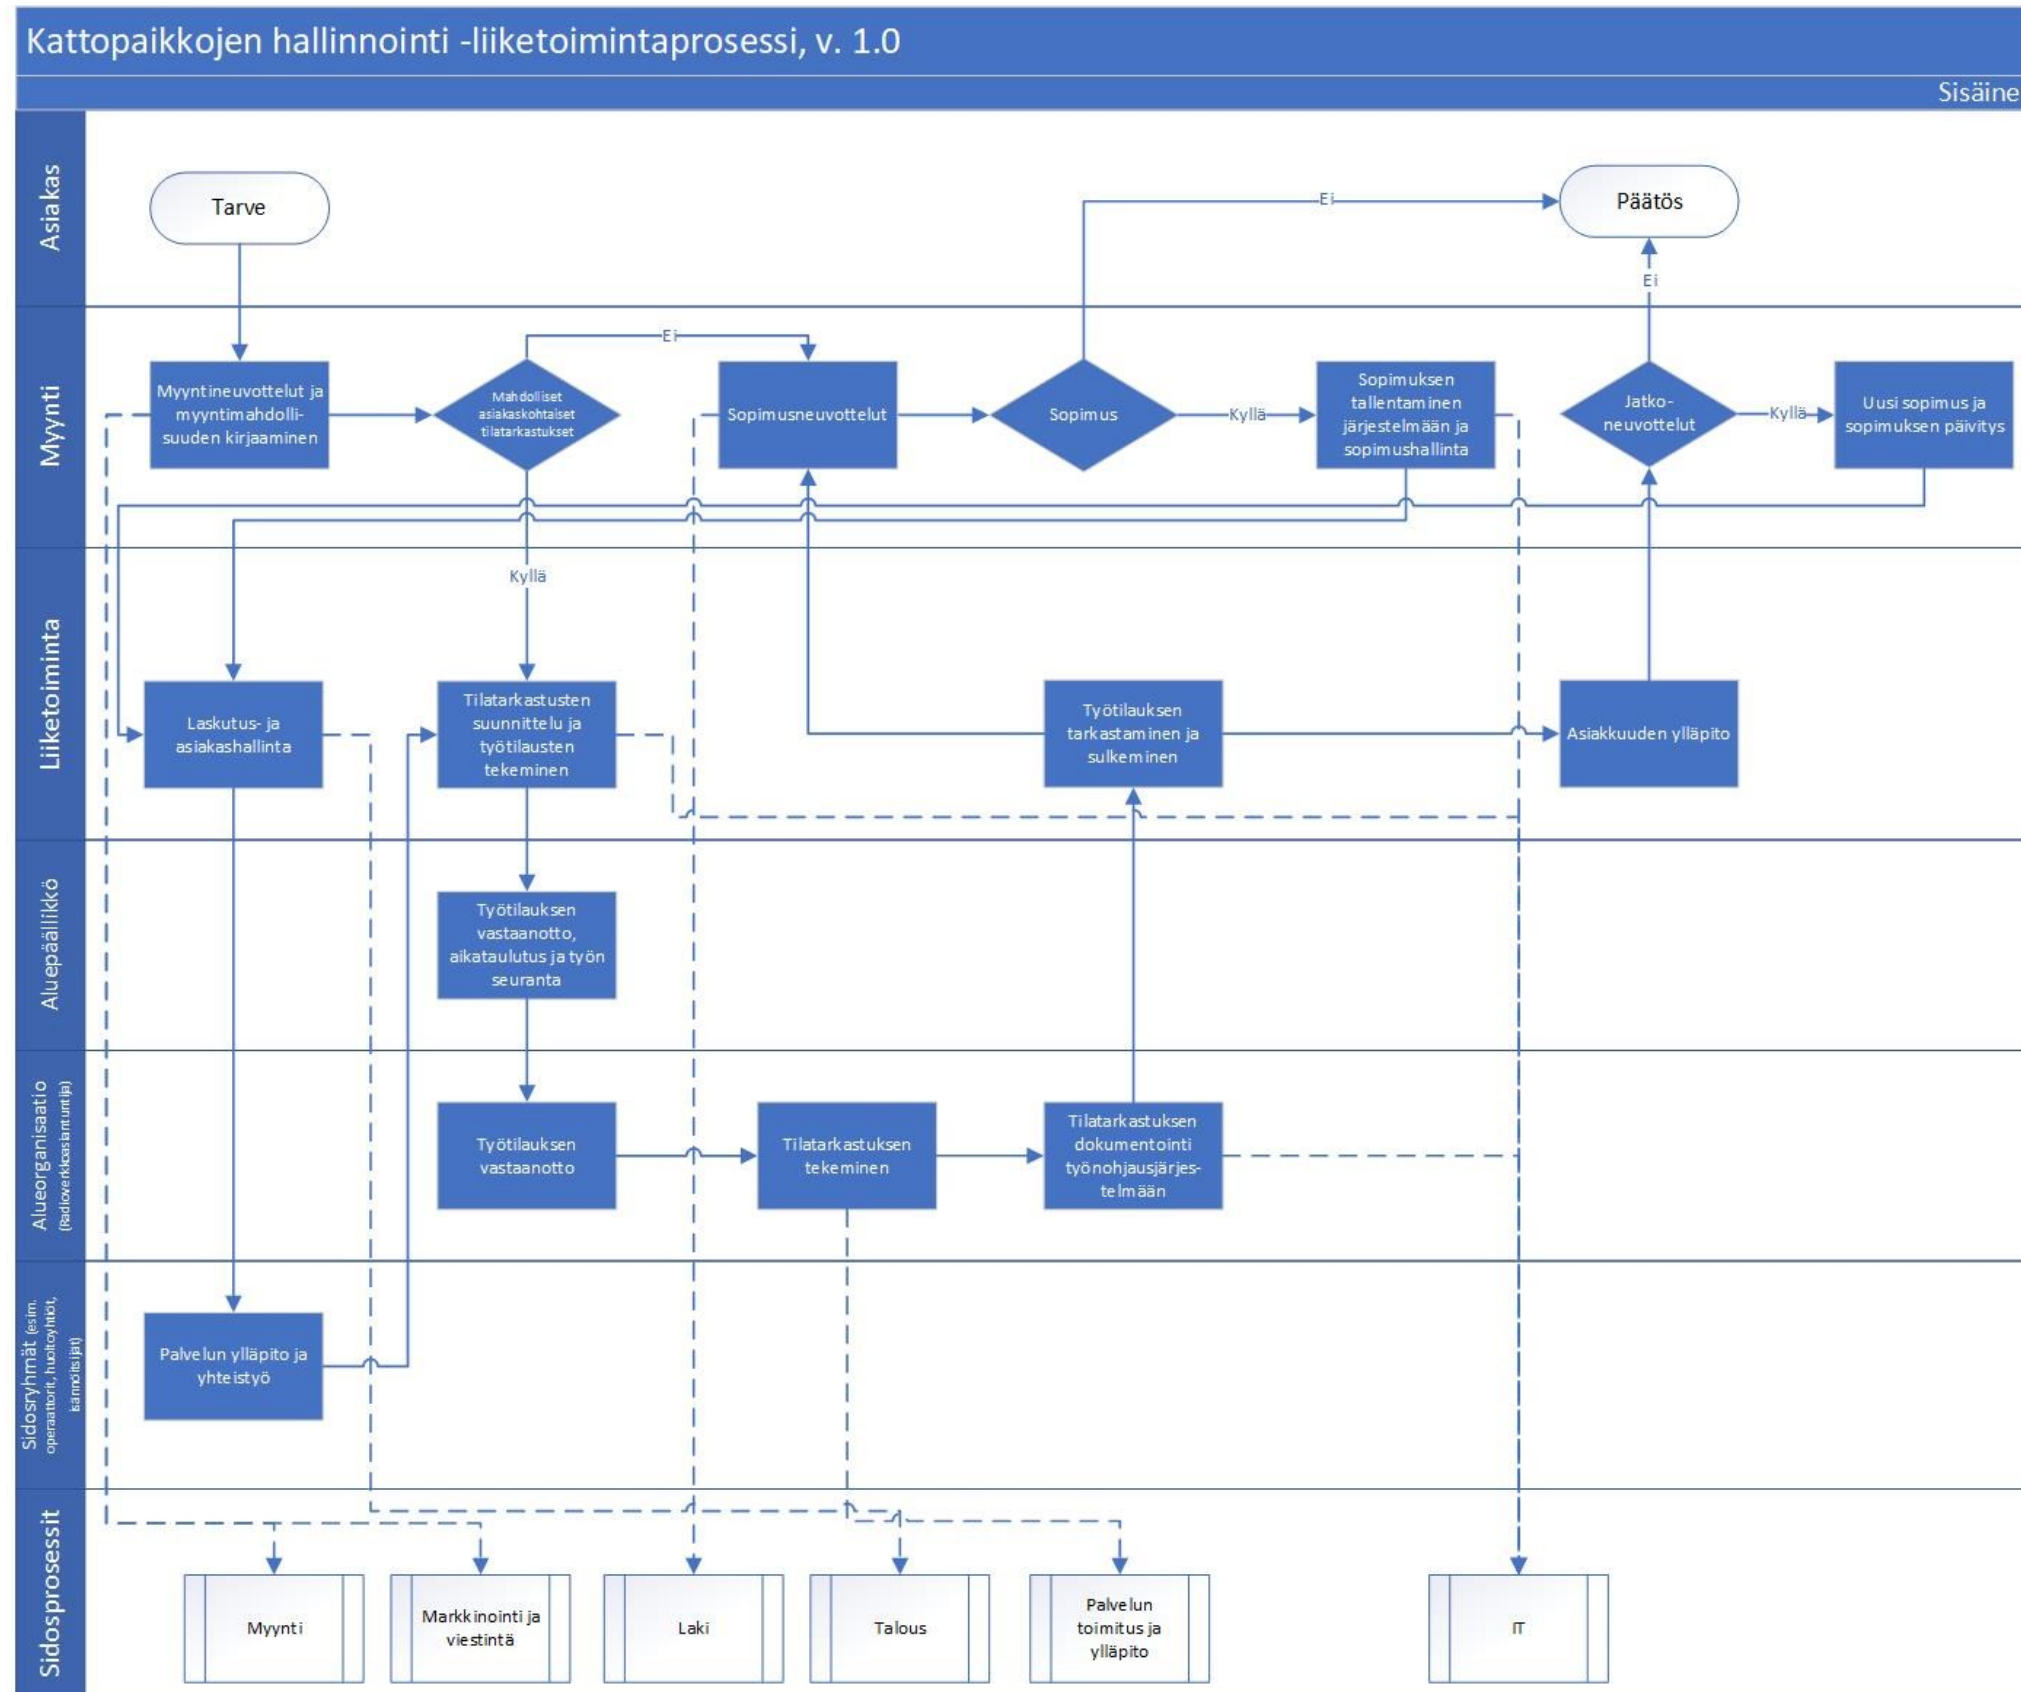 Kattopaikkojen hallinnointi -liiketoimintaprosessi, v. 1.0
Sisäine
Asiakas
Tarve
Ei
Päätös
Ei
Myynti
Myyntineuvottelut ja
myyntimahdolli-
suuden kirjaaminen
Mahdolliset
asiakaskohtaiset
tilatarkastukset
Ei
Sopimusneuvottelut
Sopimus
Kyllä
Sopimuksen
tallentaminen
järjestelmään ja
sopimushallinta
Jatko-
neuvottelut
Kyllä
Uusi sopimus ja
sopimuksen päivitys
Liiketoiminta
Kyllä
Laskutus- ja
asiakashallinta
Tilatarkastusten
suunnittelu ja
työtilausten
tekeminen
Työtilauksen
tarkastaminen ja
sulkeminen
Asiakkuuden ylläpito
Aluepäällikkö
Työtilauksen
vastaanotto,
aikataulutus ja työn
seuranta
Alueorganisaatio
(Radioverkkoasiantuntija)
Työtilauksen
vastaanotto
Tilatarkastuksen
tekeminen
Tilatarkastuksen
dokumentointi
työnohjausjärjes-
telmään
Sidosryhmät (esim.
operaattorit, huoltoyhtiöt,
isännöitsijät)
Palvelun ylläpito ja
yhteistyö
Sidosprosessit
Myynti
Markkinointi ja
viestintä
Laki
Talous
Palvelun
toimitus ja
ylläpito
IT